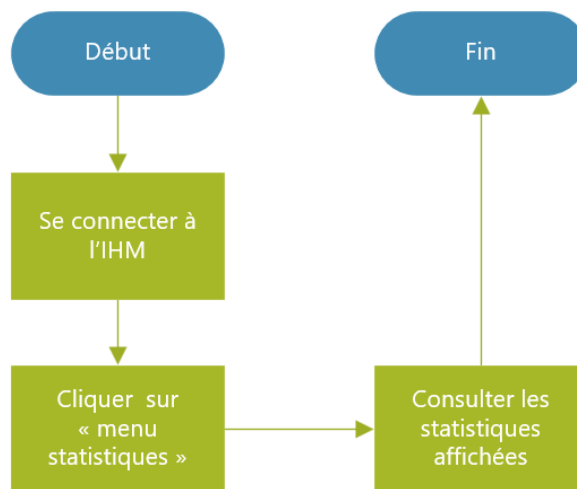 Début
Se connecter à
l'IHM
Cliquer sur
« menu
statistiques »
Consulter les
statistiques
affichées
Fin